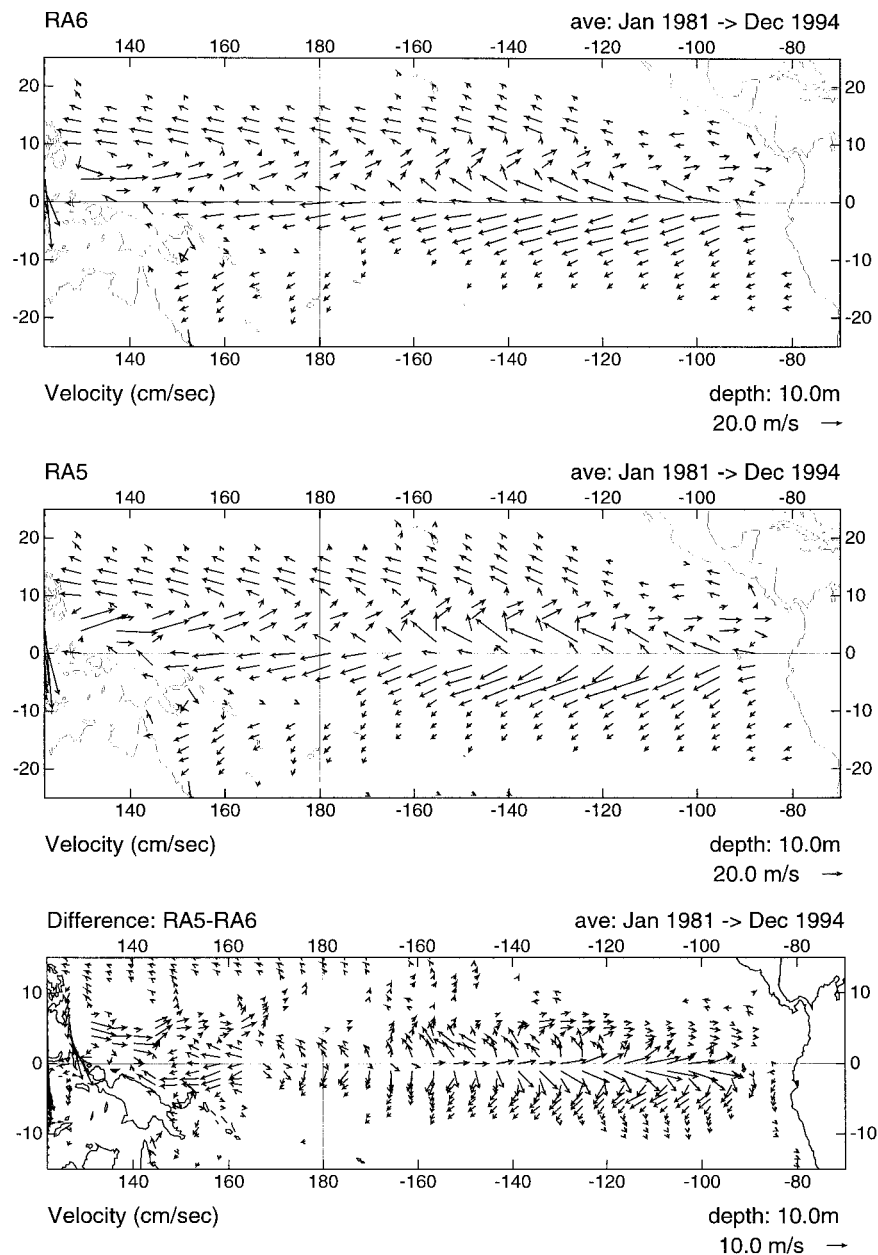 RA6 ave: Jan 1981 -> Dec 1994
140 160 180 -160 -140 -120 -100 -80
20 20
10 10
0 0
-10 -10
-20 -20
140 160 180 -160 -140 -120 -100 -80
Velocity (cm/sec) depth: 10.0m
20.0 m/s
RA5 ave: Jan 1981 -> Dec 1994
140 160 180 -160 -140 -120 -100 -80
20 20
10 10
0 0
-10 -10
-20 -20
140 160 180 -160 -140 -120 -100 -80
Velocity (cm/sec) depth: 10.0m
20.0 m/s
Difference: RA5-RA6 ave: Jan 1981 -> Dec 1994
140 160 180 -160 -140 -120 -100 -80
10 10
0 0
-10 -10
140 160 180 -160 -140 -120 -100 -80
Velocity (cm/sec) depth: 10.0m
10.0 m/s